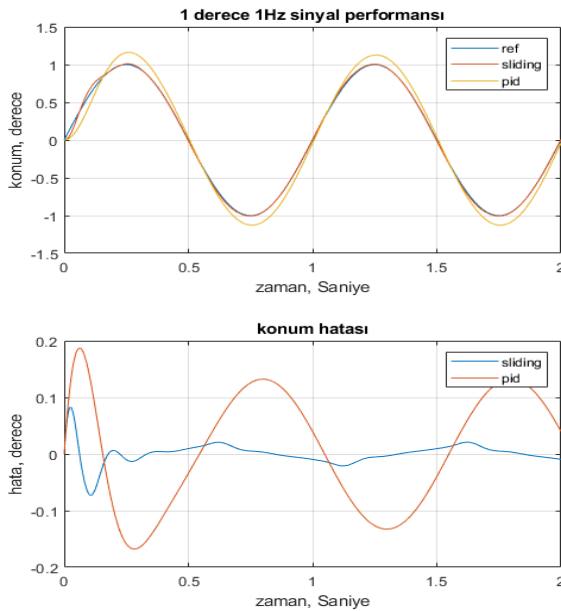 1 derece 1Hz sinyal performansı
1.5
1
0.5
0
-0.5
-1
-1.5
konum, derece
ref
sliding
pid
0
0.5
1
1.5
2
zaman, Saniye
konum hatası
0.2
0.1
0
-0.1
-0.2
hata, derece
sliding
pid
0
0.5
1
1.5
2
zaman, Saniye